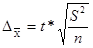 Δx̅ = t * √(S²/n)